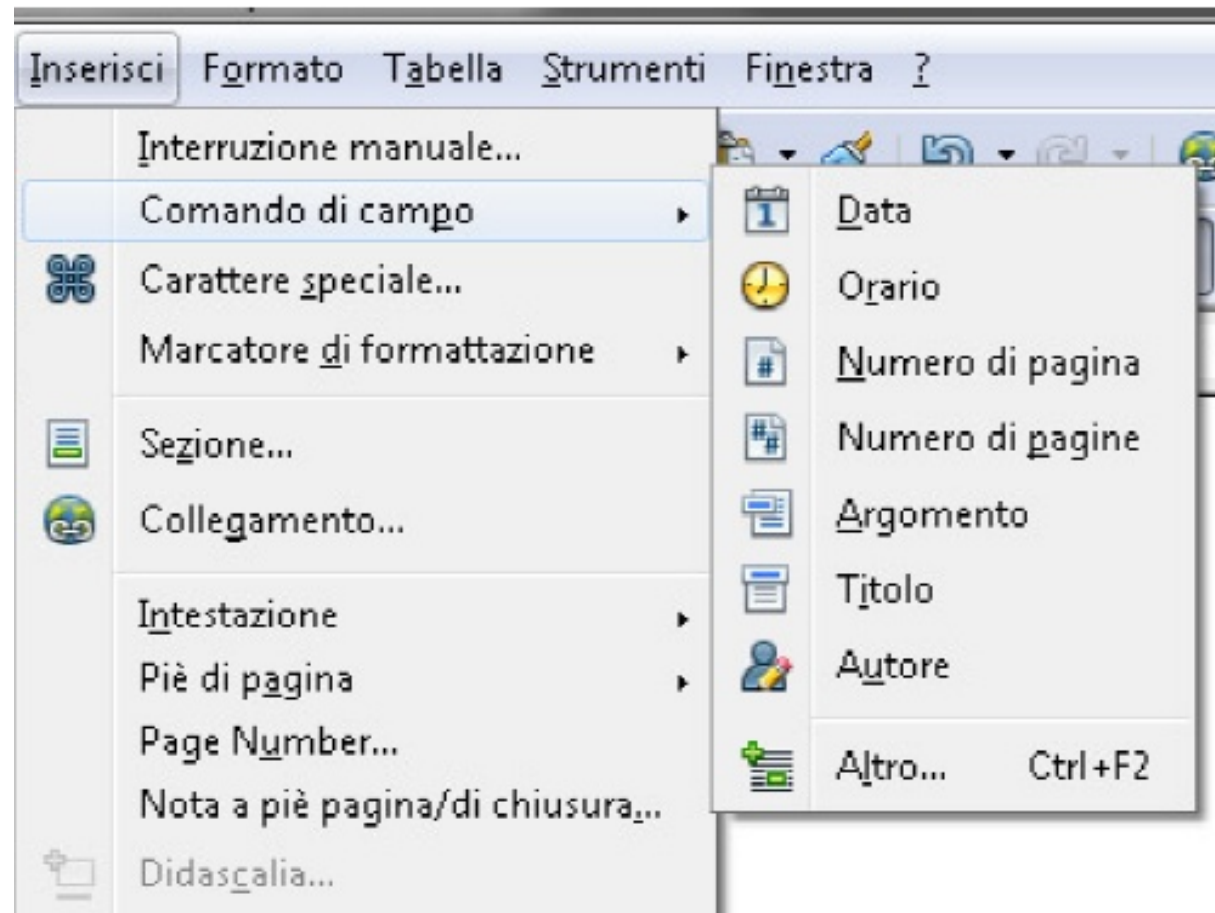 Inserisci Formato Tabella Strumenti Finestra ?
Interruzione manuale...
Comando di campo
Carattere speciale...
Marcatore di formattazione
Sezione...
Collegamento...
Intestazione
Piè di pagina
Page Number...
Nota a piè pagina/di chiusura...
Didascalia...
Data
Orario
Numero di pagina
Numero di pagine
Argomento
Titolo
Autore
Altro... Ctrl+F2